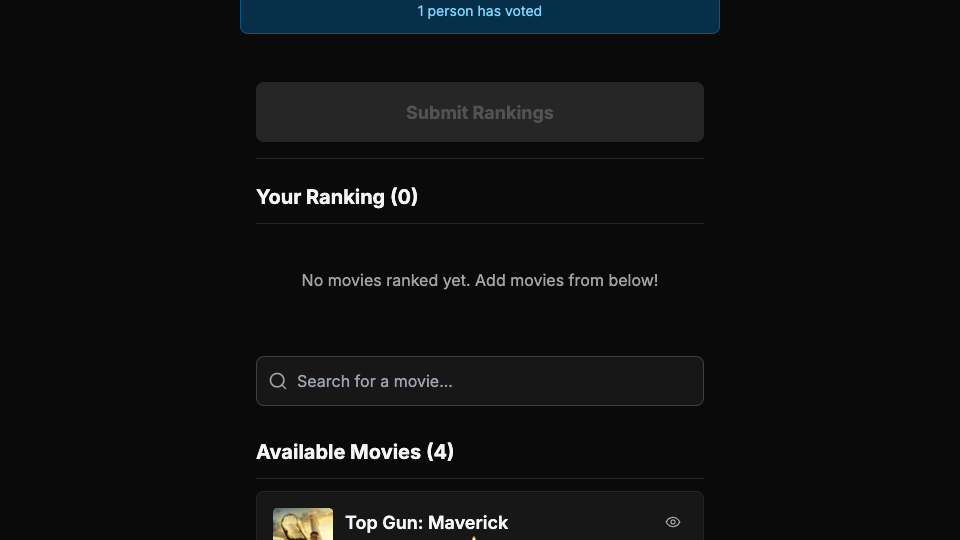 1 person has voted
Submit Rankings
Your Ranking (0)
No movies ranked yet. Add movies from below!
Search for a movie...
Available Movies (4)
Top Gun: Maverick